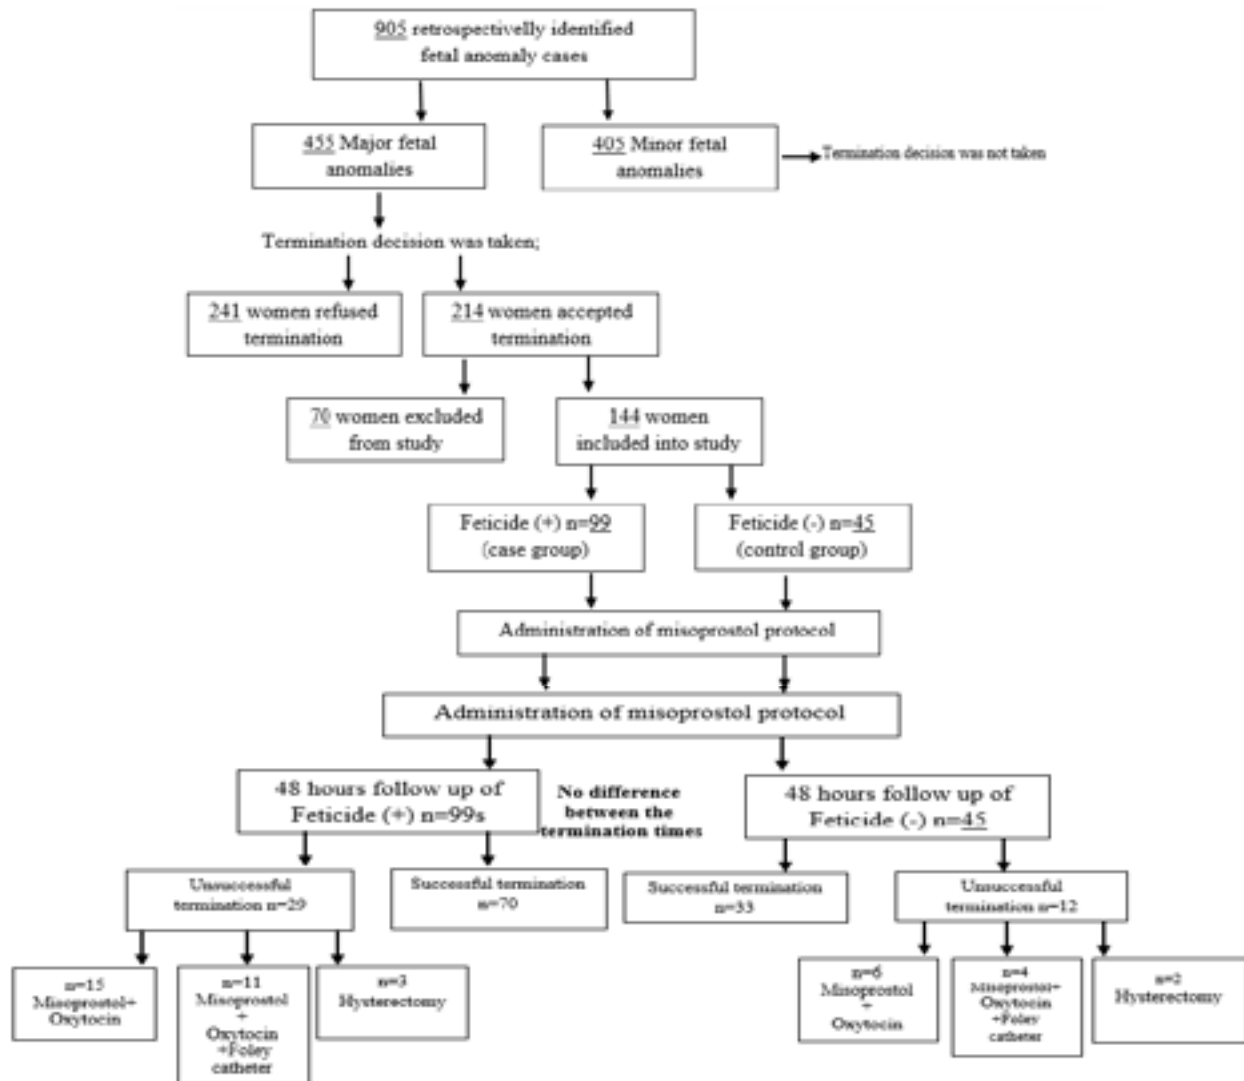 905 retrospectivelly identified
fetal anomaly cases
455 Major fetal
anomalies
405 Minor fetal
anomalies
Termination decision was not taken
Termination decision was taken;
241 women refused
termination
214 women accepted
termination
70 women excluded
from study
144 women
included into study
Feticide (+) n=99
(case group)
Feticide (-) n=45
(control group)
Administration of misoprostol protocol
Administration of misoprostol protocol
48 hours follow up of
Feticide (+) n=99s
No difference
between the
termination times
48 hours follow up of
Feticide (-) n=45
Unsuccessful
termination n=29
Successful termination
n=70
Successful termination
n=33
Unsuccessful
termination n=12
n=15
Misoprostol+
Oxytocin
n=11
Misoprostol
+
Oxytocin
+Foley
catheter
n=3
Hysterectomy
n=6
Misoprostol
+
Oxytocin
n=4
Misoprostol+
Oxytocin
+Foley
catheter
n=2
Hysterectomy